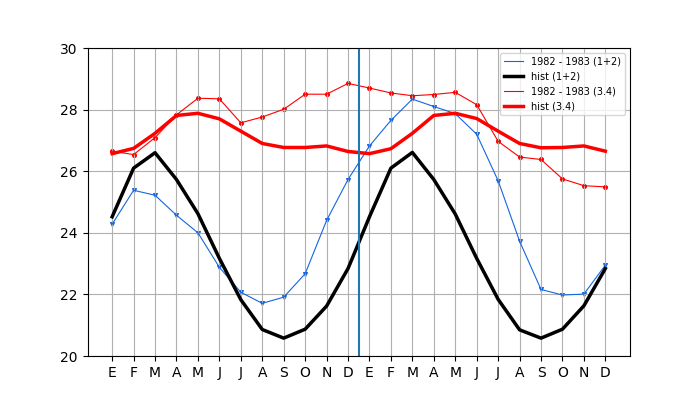 30
28
26
24
22
20
1982 - 1983 (1+2)
hist (1+2)
1982 - 1983 (3.4)
hist (3.4)
E F M A M J J A S O N D E F M A M J J A S O N D